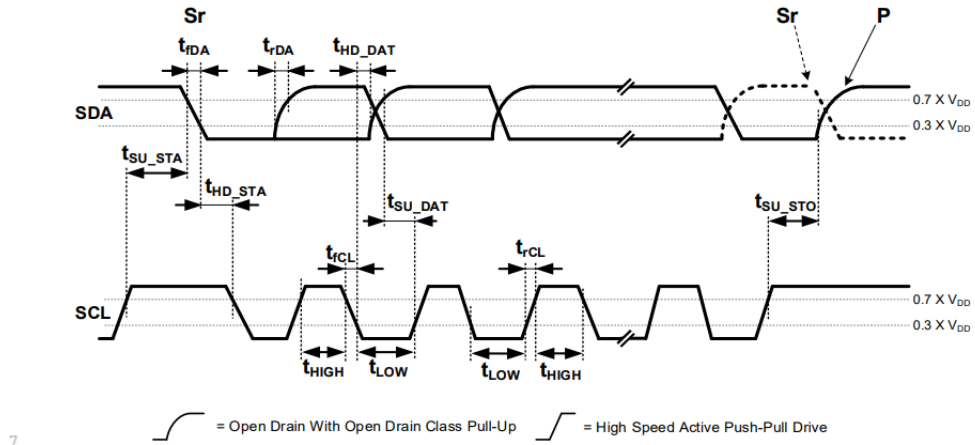 Sr Sr P
tfDA trDA tHD_DAT
SDA
0.7 X VDD
0.3 X VDD
tSU_STA
tHD_STA
tSU_DAT
tSU_STO
tfCL trCL
SCL
0.7 X VDD
0.3 X VDD
tHIGH tLOW tLOW tHIGH
7
= Open Drain With Open Drain Class Pull-Up = High Speed Active Push-Pull Drive